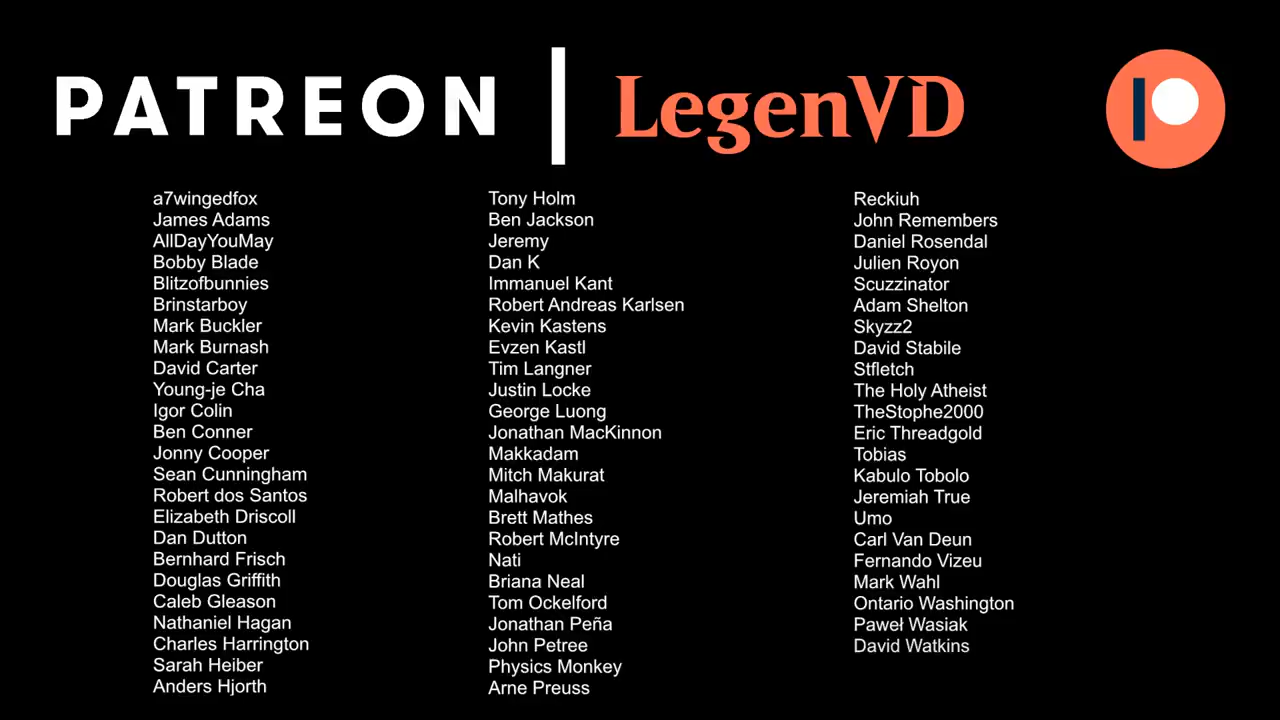 PATREON | LegenVD
a7wingedfox
James Adams
AllDayYouMay
Bobby Blade
Blitzofbunnies
Brinstarboy
Mark Buckler
Mark Burnash
David Carter
Young-je Cha
Igor Colin
Ben Conner
Jonny Cooper
Sean Cunningham
Robert dos Santos
Elizabeth Driscoll
Dan Dutton
Bernhard Frisch
Douglas Griffith
Caleb Gleason
Nathaniel Hagan
Charles Harrington
Sarah Heiber
Anders Hjorth
Tony Holm
Ben Jackson
Jeremy
Dan K
Immanuel Kant
Robert Andreas Karlsen
Kevin Kastens
Evzen Kastl
Tim Langner
Justin Locke
George Luong
Jonathan MacKinnon
Makkadam
Mitch Makurat
Malhavok
Brett Mathes
Robert McIntyre
Nati
Briana Neal
Tom Ockelford
Jonathan Peña
John Petree
Physics Monkey
Arne Preuss
Reckiuh
John Remembers
Daniel Rosendal
Julien Royon
Scuzzinator
Adam Shelton
Skyzz2
David Stabile
Stfletch
The Holy Atheist
TheStophe2000
Eric Threadgold
Tobias
Kabulo Tobolo
Jeremiah True
Umo
Carl Van Deun
Fernando Vizeu
Mark Wahl
Ontario Washington
Paweł Wasiak
David Watkins